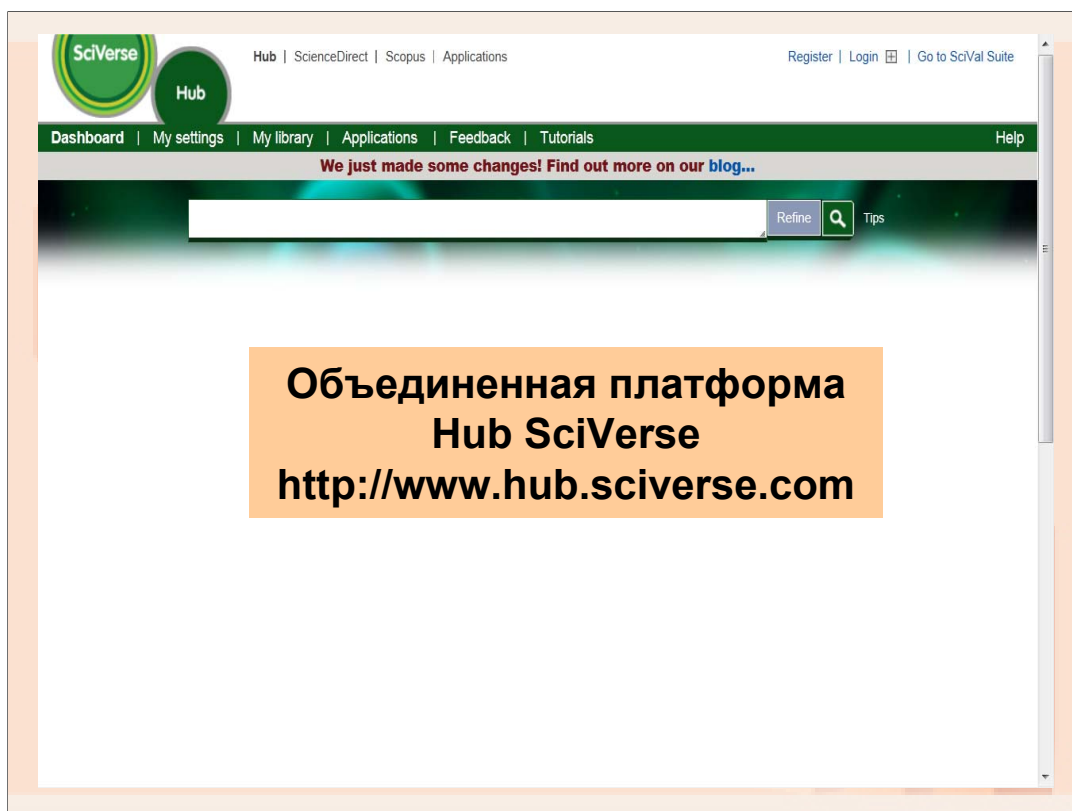 SciVerse
Hub
Hub | ScienceDirect | Scopus | Applications
Register | Login | Go to SciVal Suite
Dashboard | My settings | My library | Applications | Feedback | Tutorials
Help
We just made some changes! Find out more on our blog...
Refine
Tips
Объединенная платформа
Hub SciVerse
http://www.hub.sciverse.com